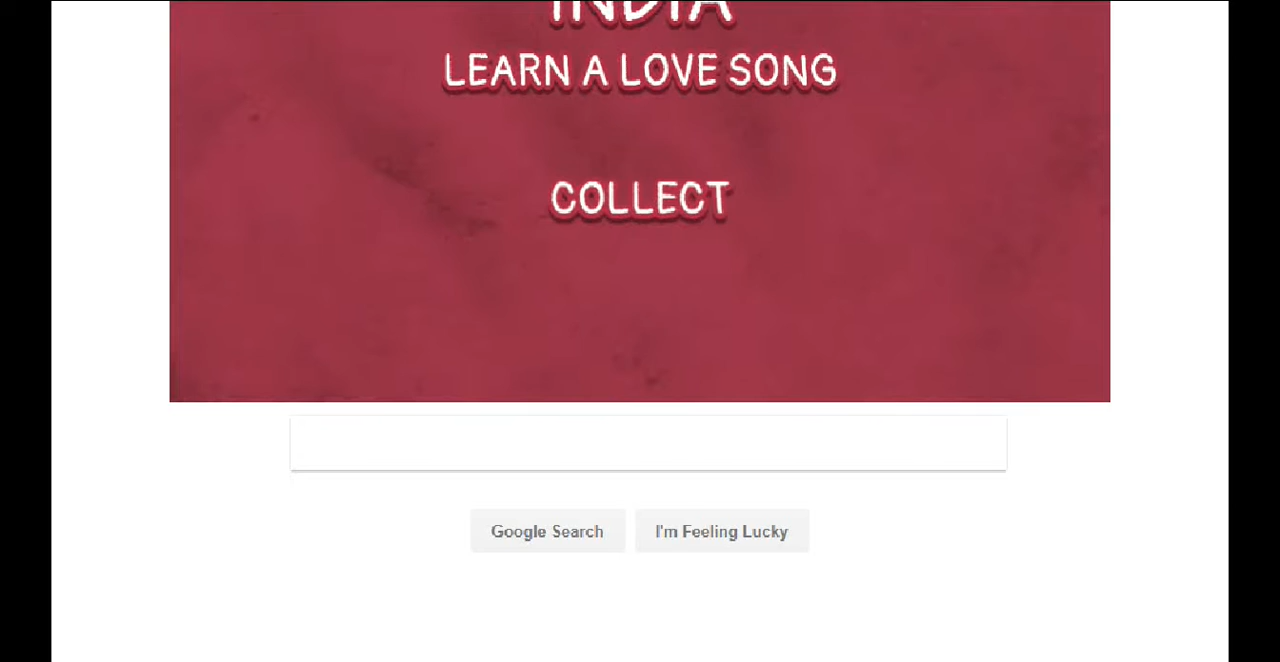 INDIA
LEARN A LOVE SONG
COLLECT
Google Search
I'm Feeling Lucky